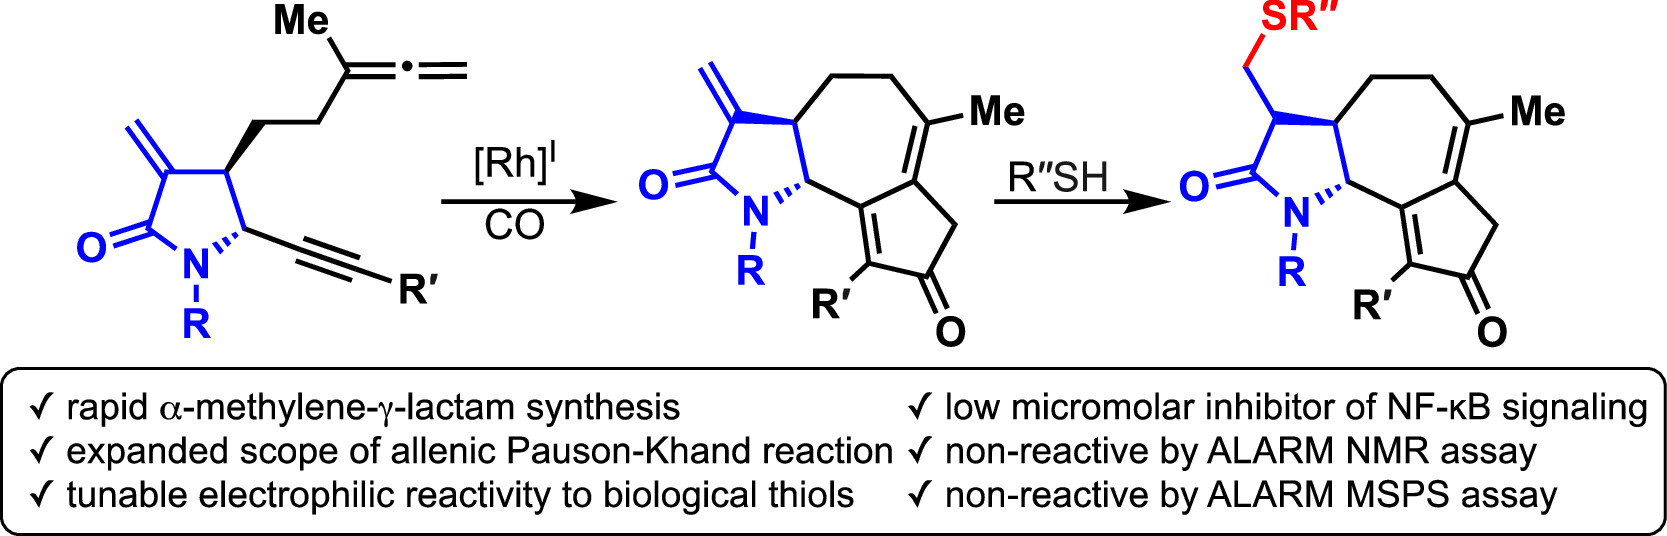 Me
O
N
R
R′
[Rh]ᴵ
CO
Me
O
N
R
R′
O
R″SH
SR″
Me
O
N
R
R′
O
✓ rapid α-methylene-γ-lactam synthesis
✓ expanded scope of allenic Pauson-Khand reaction
✓ tunable electrophilic reactivity to biological thiols
✓ low micromolar inhibitor of NF-κB signaling
✓ non-reactive by ALARM NMR assay
✓ non-reactive by ALARM MSPS assay